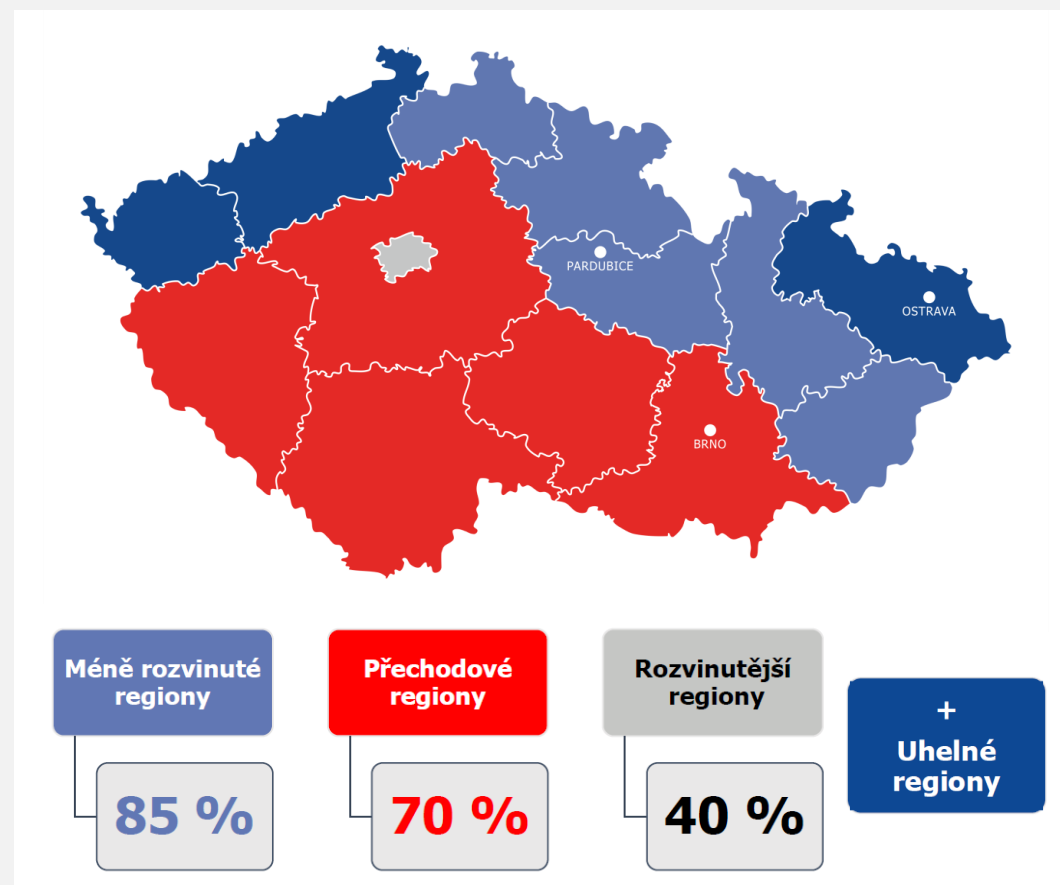 PARDUBICE
OSTRAVA
BRNO
Méně rozvinuté
regiony
85 %
Přechodové
regiony
70 %
Rozvinutější
regiony
40 %
+
Uhelné
regiony